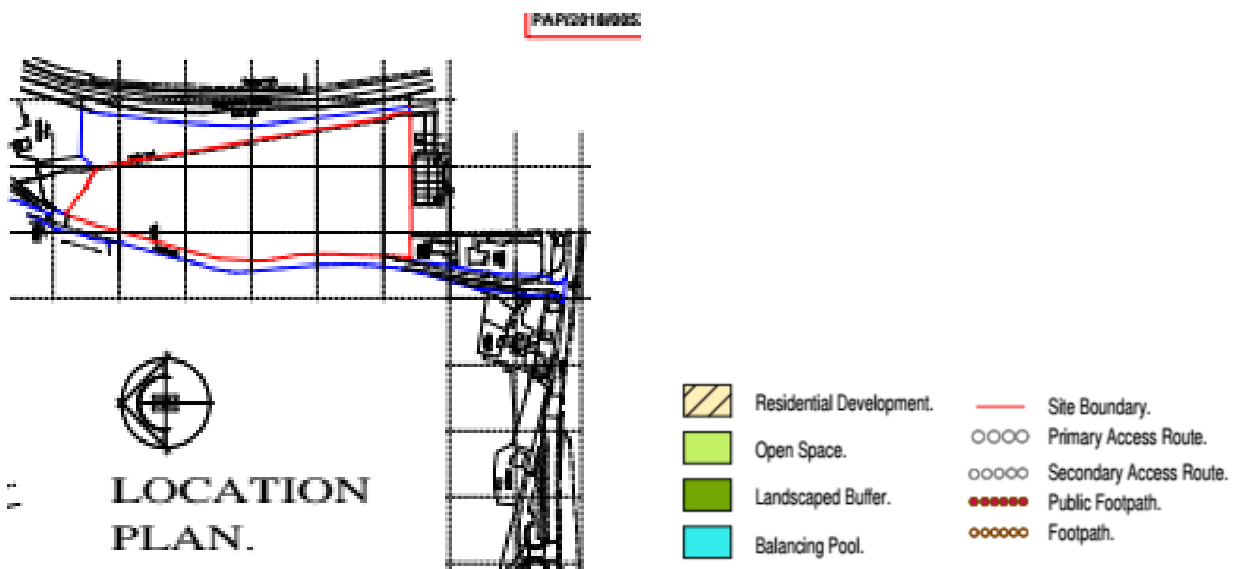 LOCATION
PLAN.
Residential Development.
Open Space.
Landscaped Buffer.
Balancing Pool.
Site Boundary.
Primary Access Route.
Secondary Access Route.
Public Footpath.
Footpath.